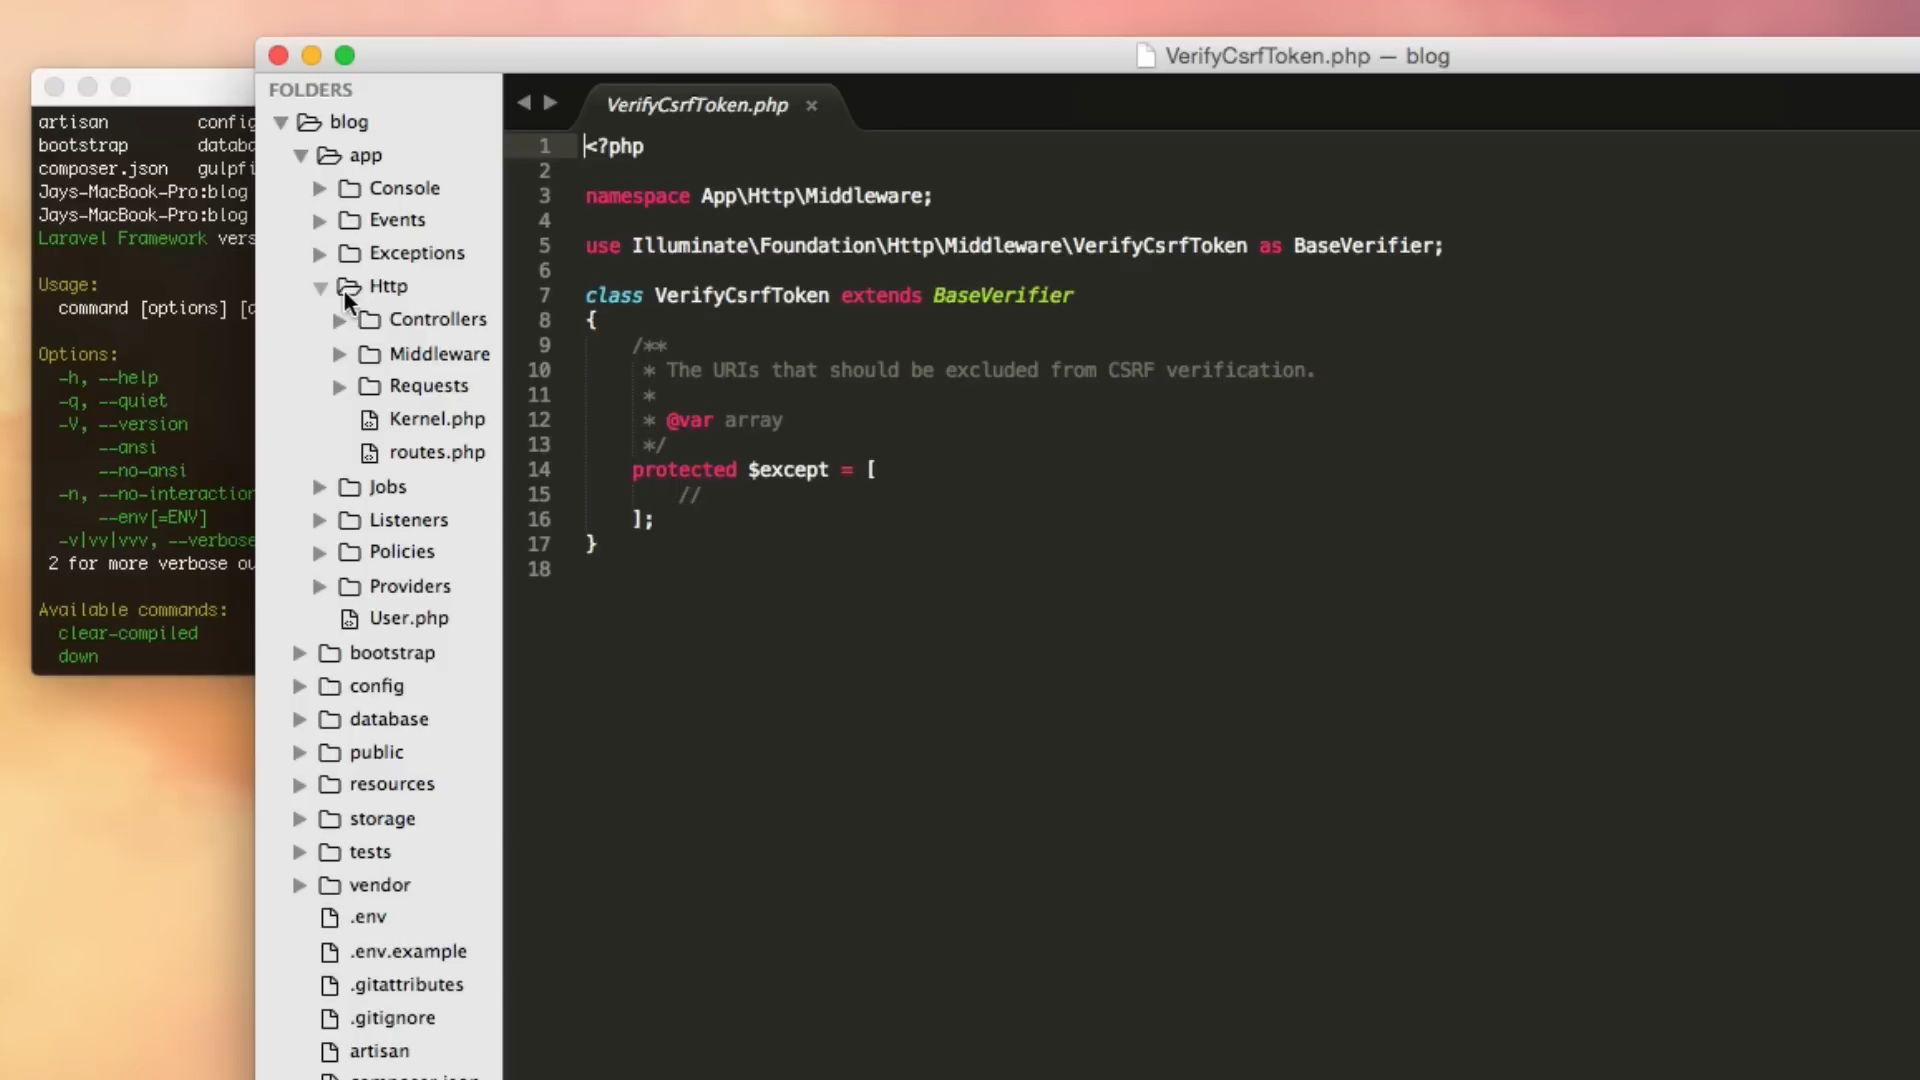 VerifyCsrfToken.php — blog
artisan config
bootstrap
composer.json
Jays-MacBook-Pro:blog
Jays-MacBook-Pro:blog
Laravel Framework
Usage:
command [options]
Options:
-h, --help
-q, --quiet
-V, --version
--ansi
--no-ansi
-n, --no-interaction
--env[=ENV]
-v|vv|vvv, --verbose
2 for more verbose
Available commands:
clear-compiled
down
FOLDERS
blog
app
Console
Events
Exceptions
Http
Controllers
Middleware
Requests
Kernel.php
routes.php
Jobs
Listeners
Policies
Providers
User.php
bootstrap
config
database
public
resources
storage
tests
vendor
.env
.env.example
.gitattributes
.gitignore
artisan
VerifyCsrfToken.php ×
1 <?php
2
3 namespace App\Http\Middleware;
4
5 use Illuminate\Foundation\Http\Middleware\VerifyCsrfToken as BaseVerifier;
6
7 class VerifyCsrfToken extends BaseVerifier
8 {
9 /**
10 * The URIs that should be excluded from CSRF verification.
11 *
12 * @var array
13 */
14 protected $except = [
15 //
16 ];
17 }
18